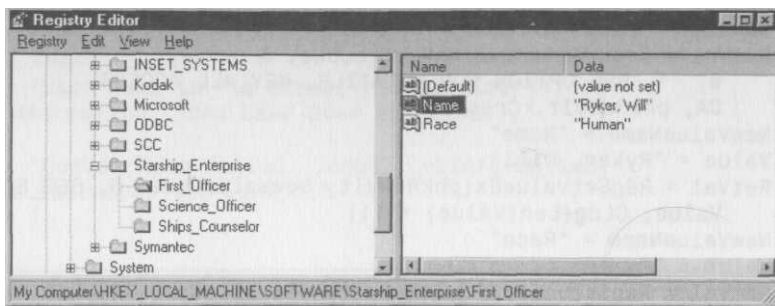 Registry Editor
Registry Edit View Help
INSET_SYSTEMS
Kodak
Microsoft
ODBC
SCC
Starship_Enterprise
First_Officer
Science_Officer
Ships_Counselor
Symantec
System
Name Data
(Default) (value not set)
Name "Ryker, Will"
Race "Human"
My Computer\HKEY_LOCAL_MACHINE\SOFTWARE\Starship_Enterprise\First_Officer